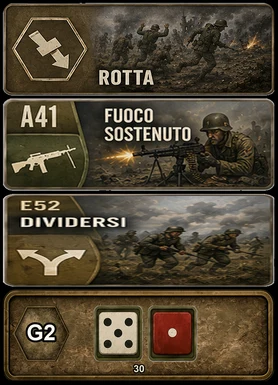 ROTTA
A41
FUOCO
SOSTENUTO
E52
DIVIDERSI
G2
30